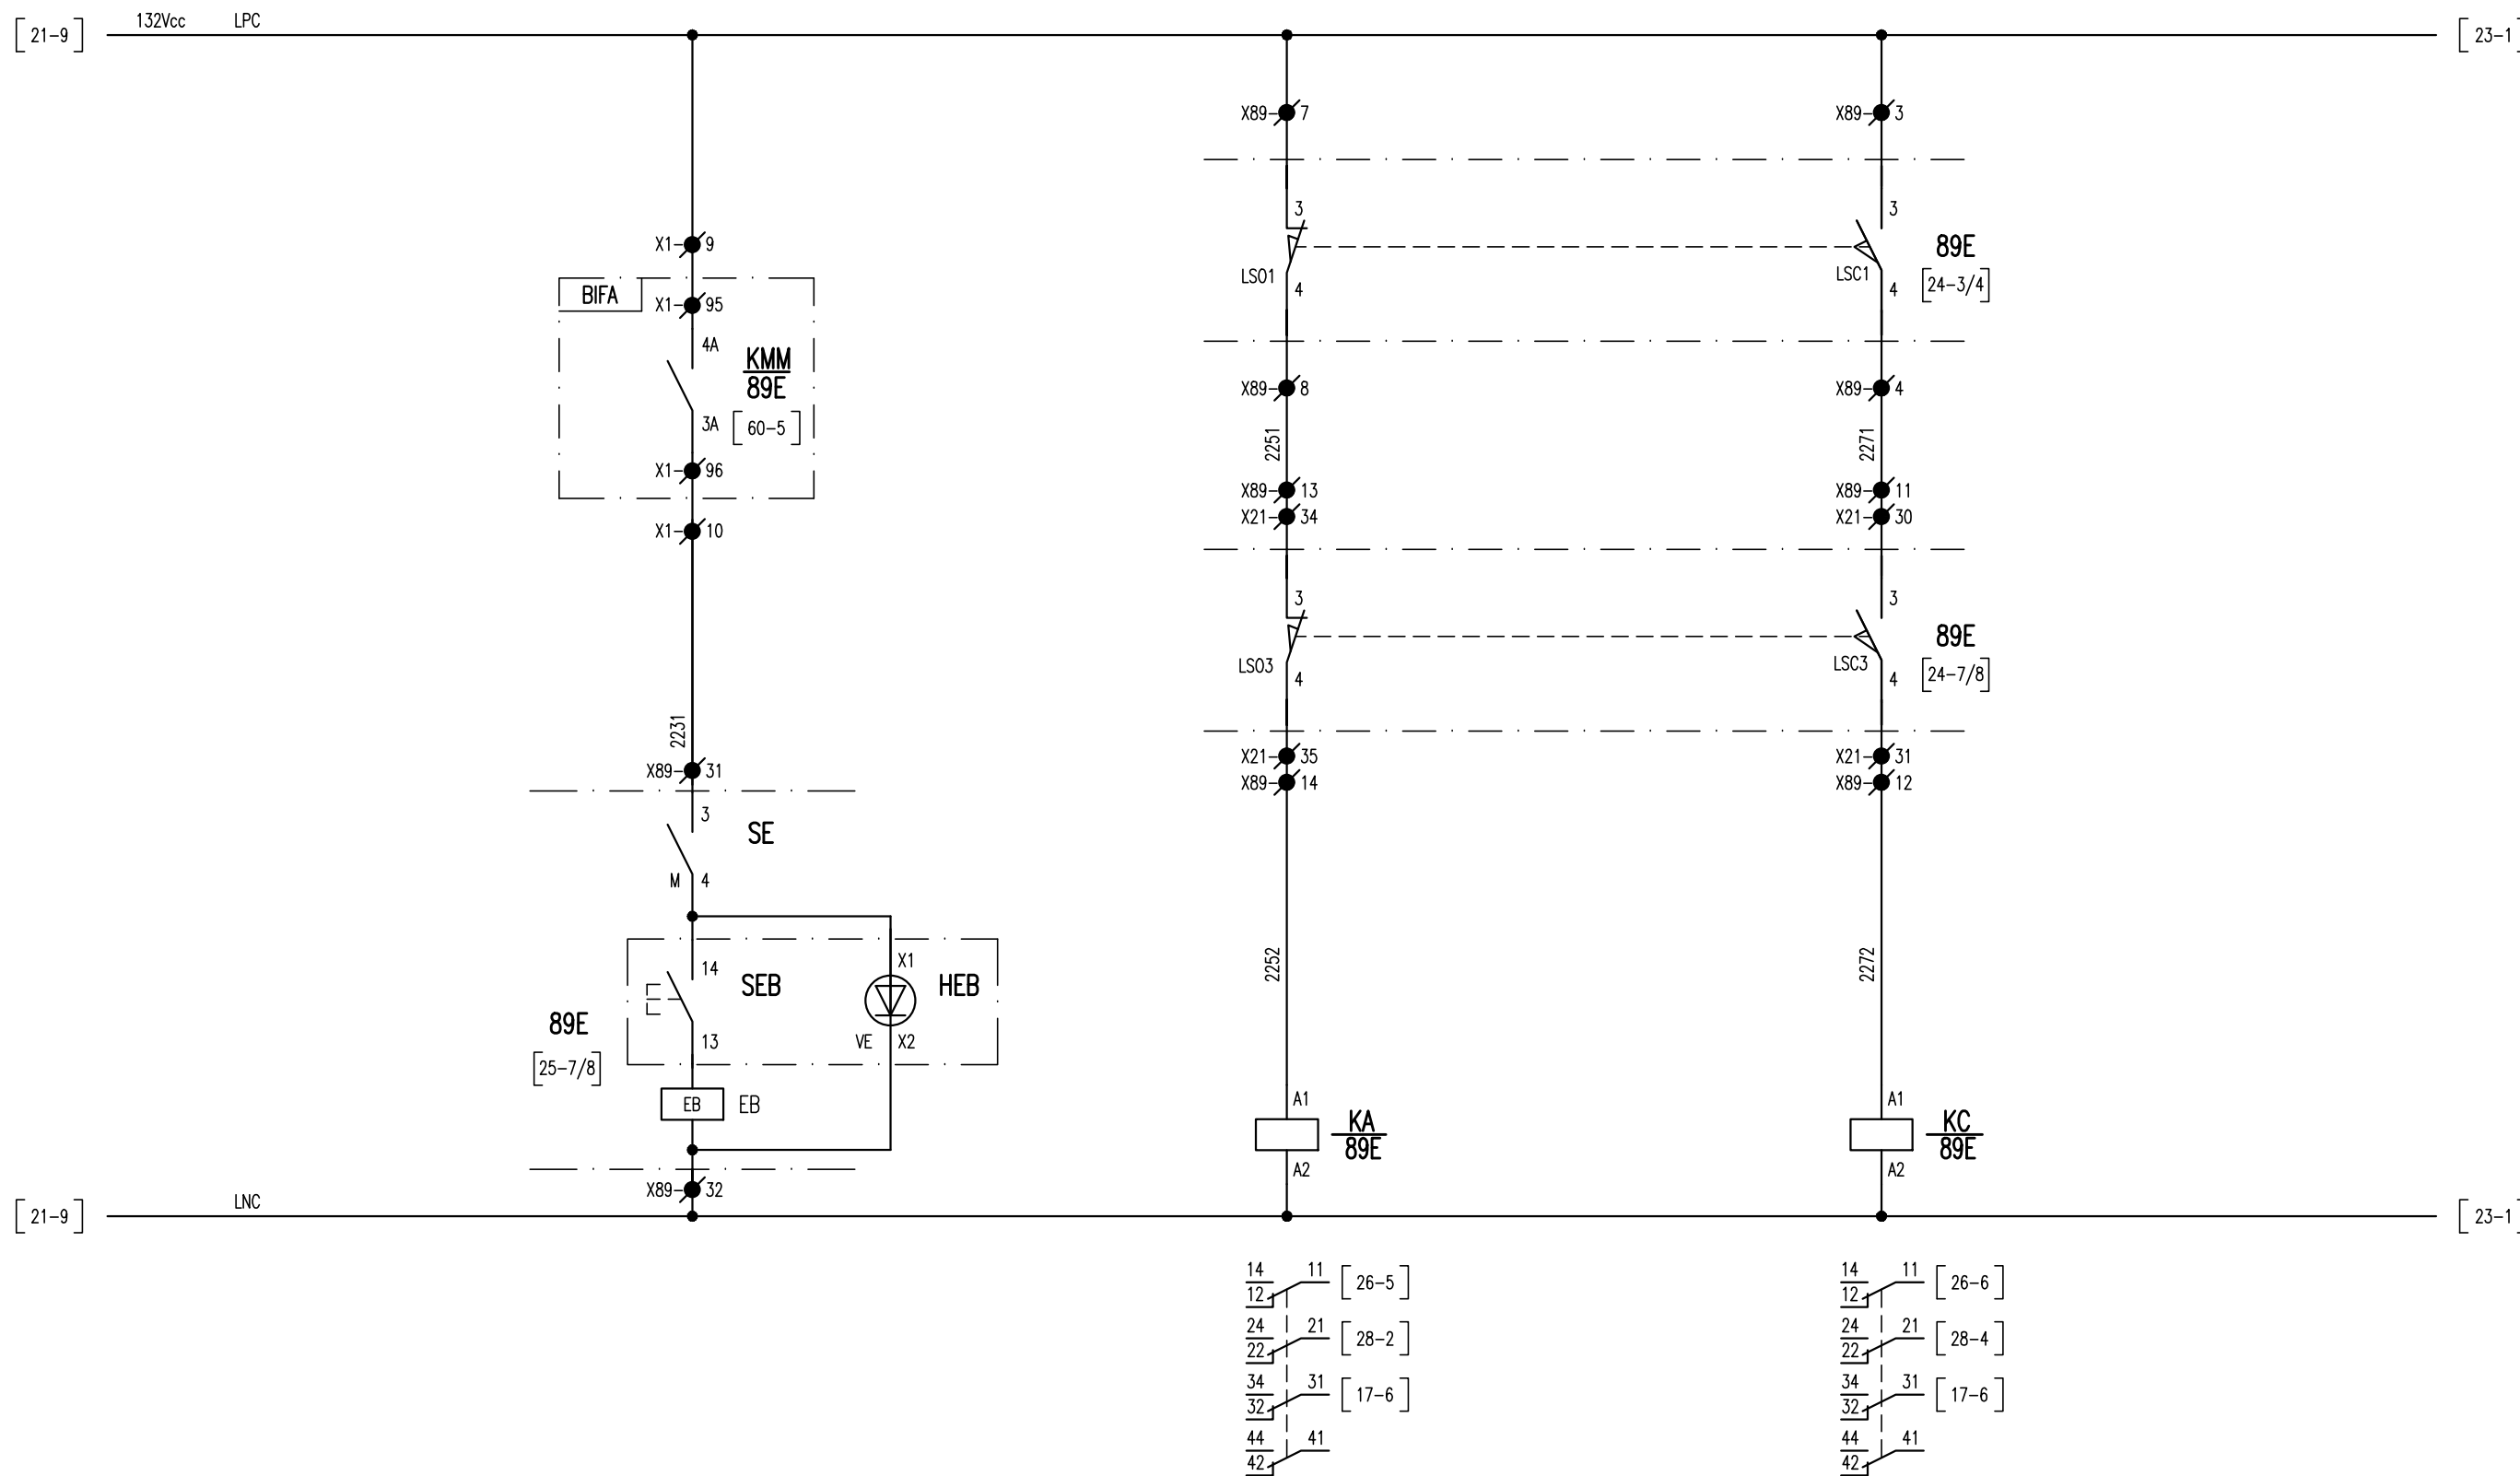 132Vcc LPC
21-9
23-1
X89- 7
X89- 3
3
3
X1- 9
89E
LSO1
LSC1
24-3/4
4
4
BIFA
X1- 95
4A
KMM
89E
X89- 8
X89- 4
3A
60-5
2251
2271
X1- 96
X89- 13
X89- 11
X21- 34
X21- 30
X1- 10
3
3
89E
LSO3
LSC3
24-7/8
4
4
2231
X21- 35
X21- 31
X89- 31
X89- 14
X89- 12
3
SE
M 4
14
X1
SEB
HEB
2252
2272
89E
13
VE X2
25-7/8
EB
EB
A1
A1
KA
89E
KC
89E
A2
A2
X89- 32
LNC
21-9
23-1
14 11 26-5
12
24 21 28-2
22
34 31 17-6
32
44 41
42
14 11 26-6
12
24 21 28-4
22
34 31 17-6
32
44 41
42